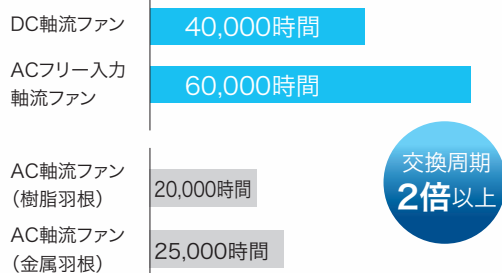 DC軸流ファン
40,000時間
ACフリー入力
軸流ファン
60,000時間
AC軸流ファン
(樹脂羽根)
20,000時間
AC軸流ファン
(金属羽根)
25,000時間
交換周期
2倍以上